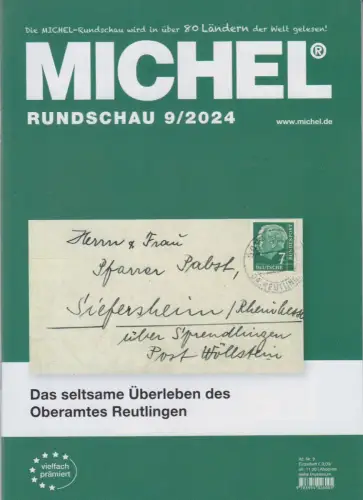 Die MICHEL-Rundschau wird in über 80 Ländern der Welt gelesen!
MICHEL®
RUNDSCHAU 9/2024
www.michel.de
Herrn & Frau
Pfarrer Pabst,
Siefersheim / Rheinhessen
über Sprendlingen
Post Wöllstein
7
DEUTSCHE
BUNDESPOST
Das seltsame Überleben des
Oberamtes Reutlingen
vielfach
prämiert